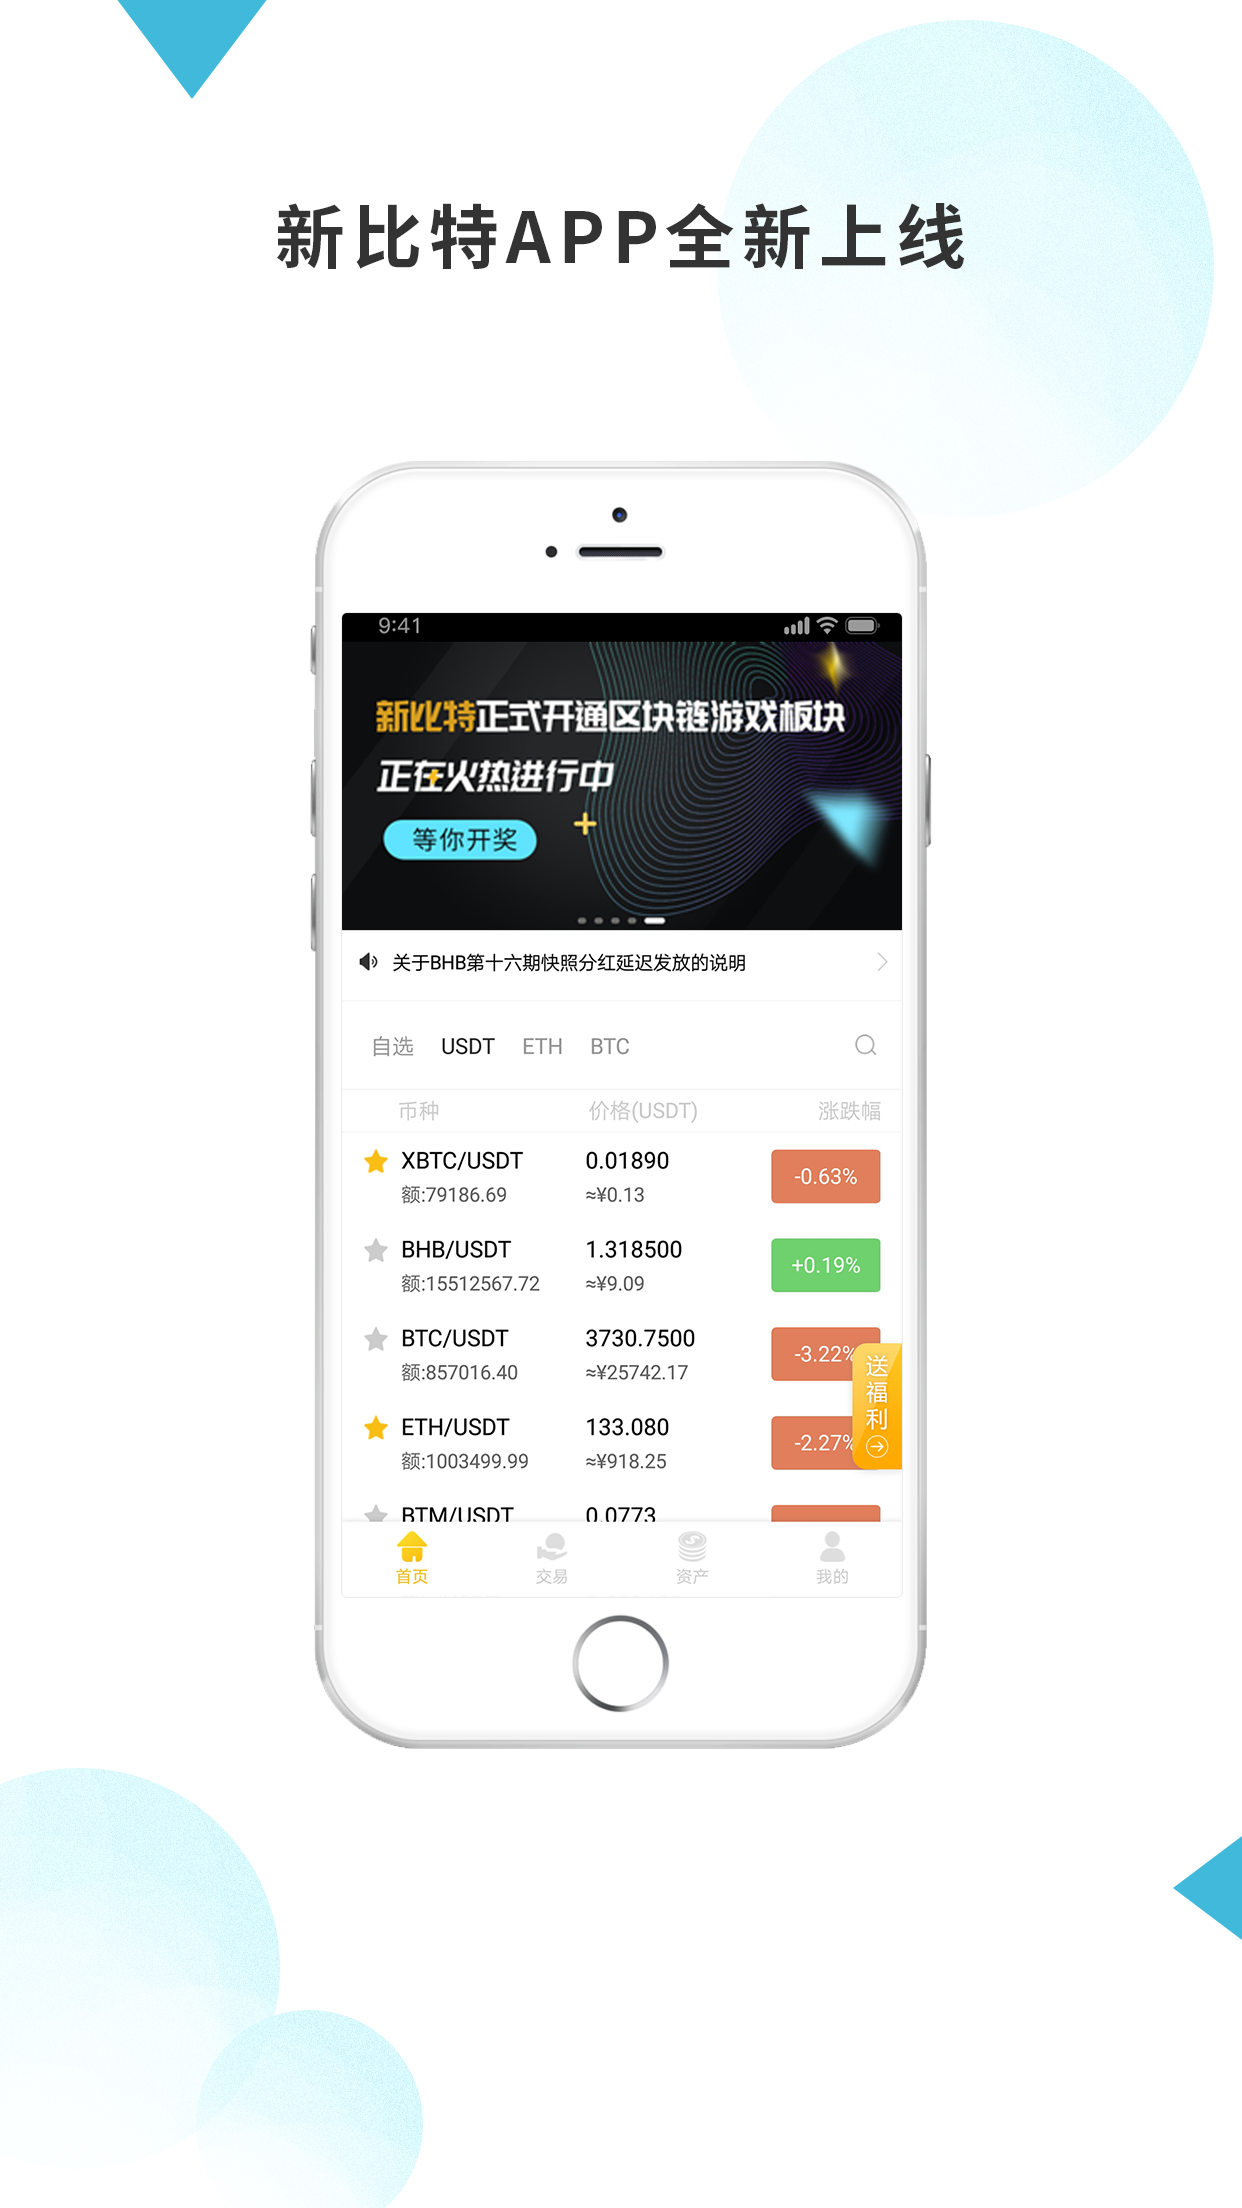 新比特APP全新上线
9:41
新比特正式开通区块链游戏板块
正在火热进行中
等你开奖
关于BHB第十六期快照分红延迟发放的说明
自选 USDT ETH BTC
币种 价格(USDT) 涨跌幅
XBTC/USDT 0.01890 -0.63%
额:79186.69 ≈¥0.13
BHB/USDT 1.318500 +0.19%
额:15512567.72 ≈¥9.09
BTC/USDT 3730.7500 -3.22%
额:857016.40 ≈¥25742.17
送福利
ETH/USDT 133.080 -2.27%
额:1003499.99 ≈¥918.25
BTM/USDT 0.0773
首页 交易 资产 我的